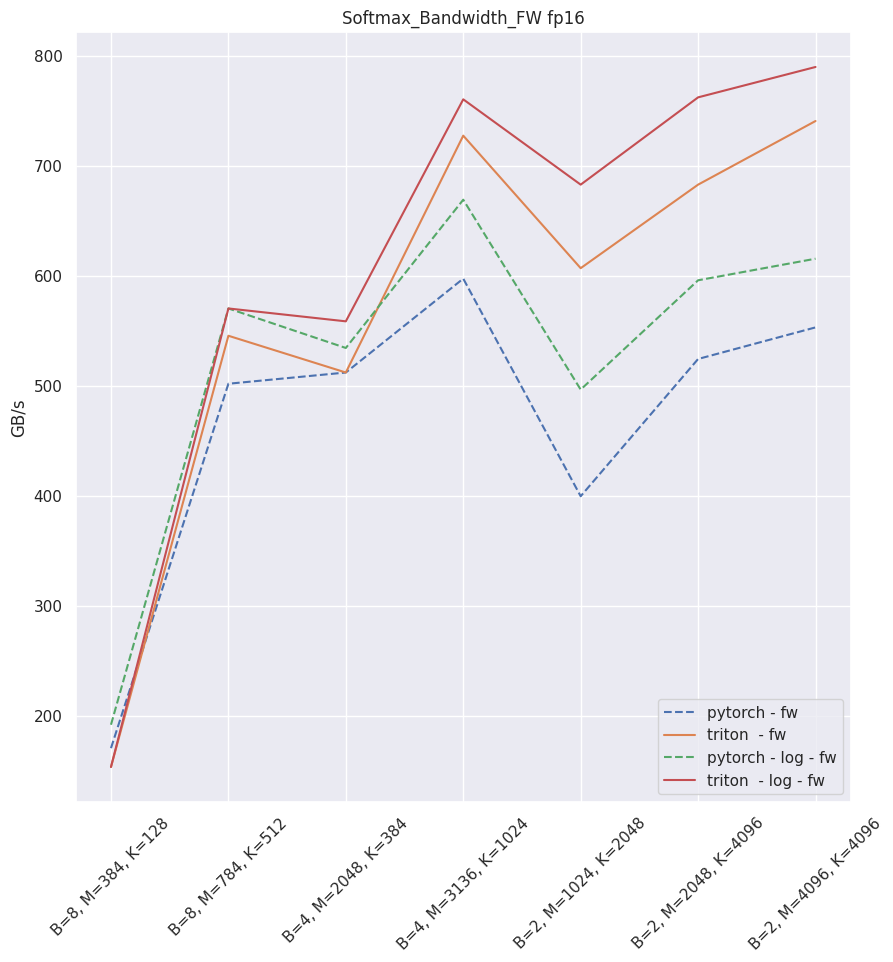 Softmax_Bandwidth_FW fp16
800
700
600
500
400
300
200
GB/s
pytorch - fw
triton  - fw
pytorch - log - fw
triton  - log - fw
B=8, M=384, K=128
B=8, M=784, K=512
B=4, M=2048, K=384
B=4, M=3136, K=1024
B=2, M=1024, K=2048
B=2, M=2048, K=4096
B=2, M=4096, K=4096